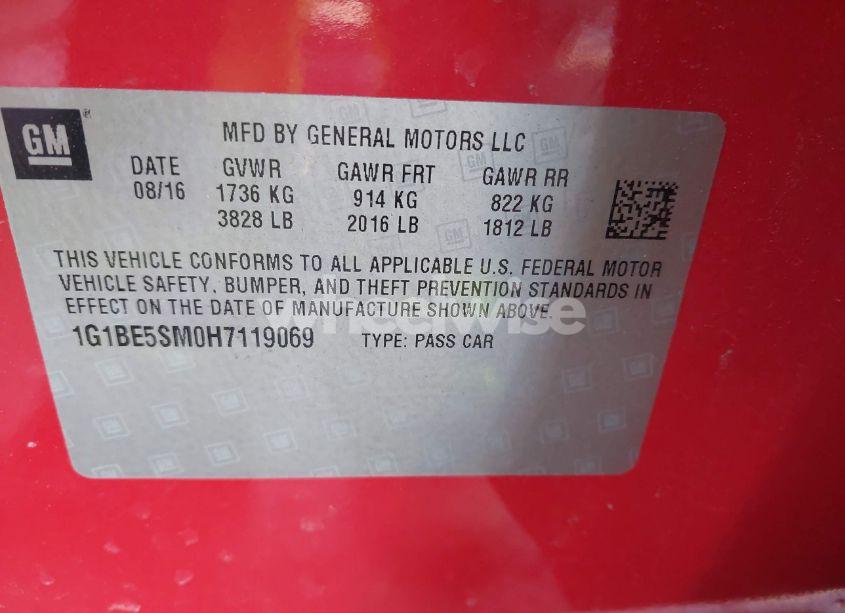 GM
MFD BY GENERAL MOTORS LLC
DATE GVWR GAWR FRT GAWR RR
08/16 1736 KG 914 KG 822 KG
3828 LB 2016 LB 1812 LB
THIS VEHICLE CONFORMS TO ALL APPLICABLE U.S. FEDERAL MOTOR
VEHICLE SAFETY, BUMPER, AND THEFT PREVENTION STANDARDS IN
EFFECT ON THE DATE OF MANUFACTURE SHOWN ABOVE.
wheelwise
1G1BE5SM0H7119069 TYPE: PASS CAR